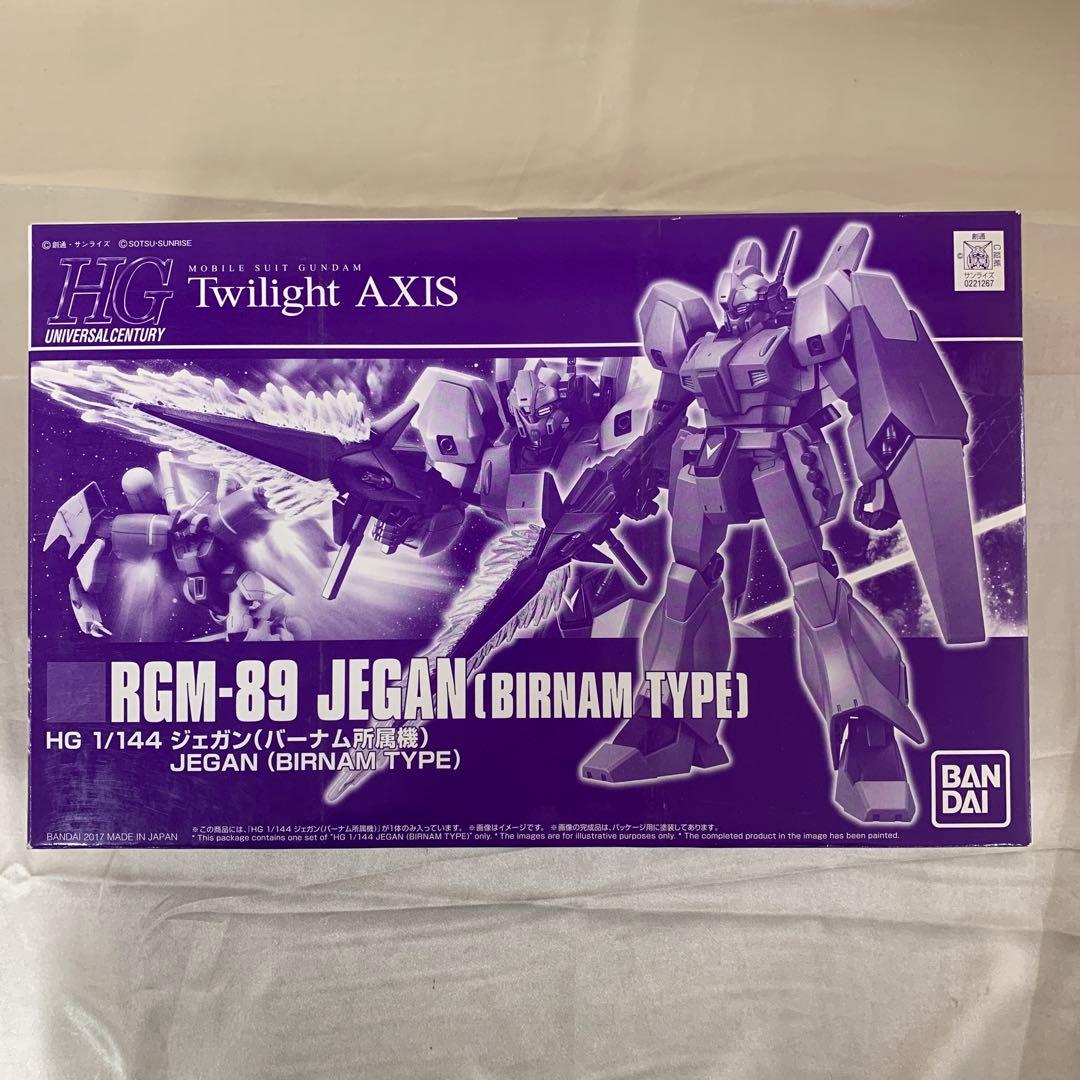 ©創通・サンライズ ©SOTSU・SUNRISE
HG
UNIVERSAL CENTURY
MOBILE SUIT GUNDAM
Twilight AXIS
創通
サンライズ
0221267
RGM-89 JEGAN (BIRNAM TYPE)
HG 1/144 ジェガン(バーナム所属機)
JEGAN (BIRNAM TYPE)
BAN
DAI
BANDAI 2017 MADE IN JAPAN
※この商品には、「HG 1/144 ジェガン(バーナム所属機)」が1体のみ入っています。 ※画像はイメージです。 ※画像の完成品は、パッケージ用に塗装してあります。
* This package contains one set of "HG 1/144 JEGAN (BIRNAM TYPE)" only. * The images are for illustrative purposes only. * The completed product in the image has been painted.